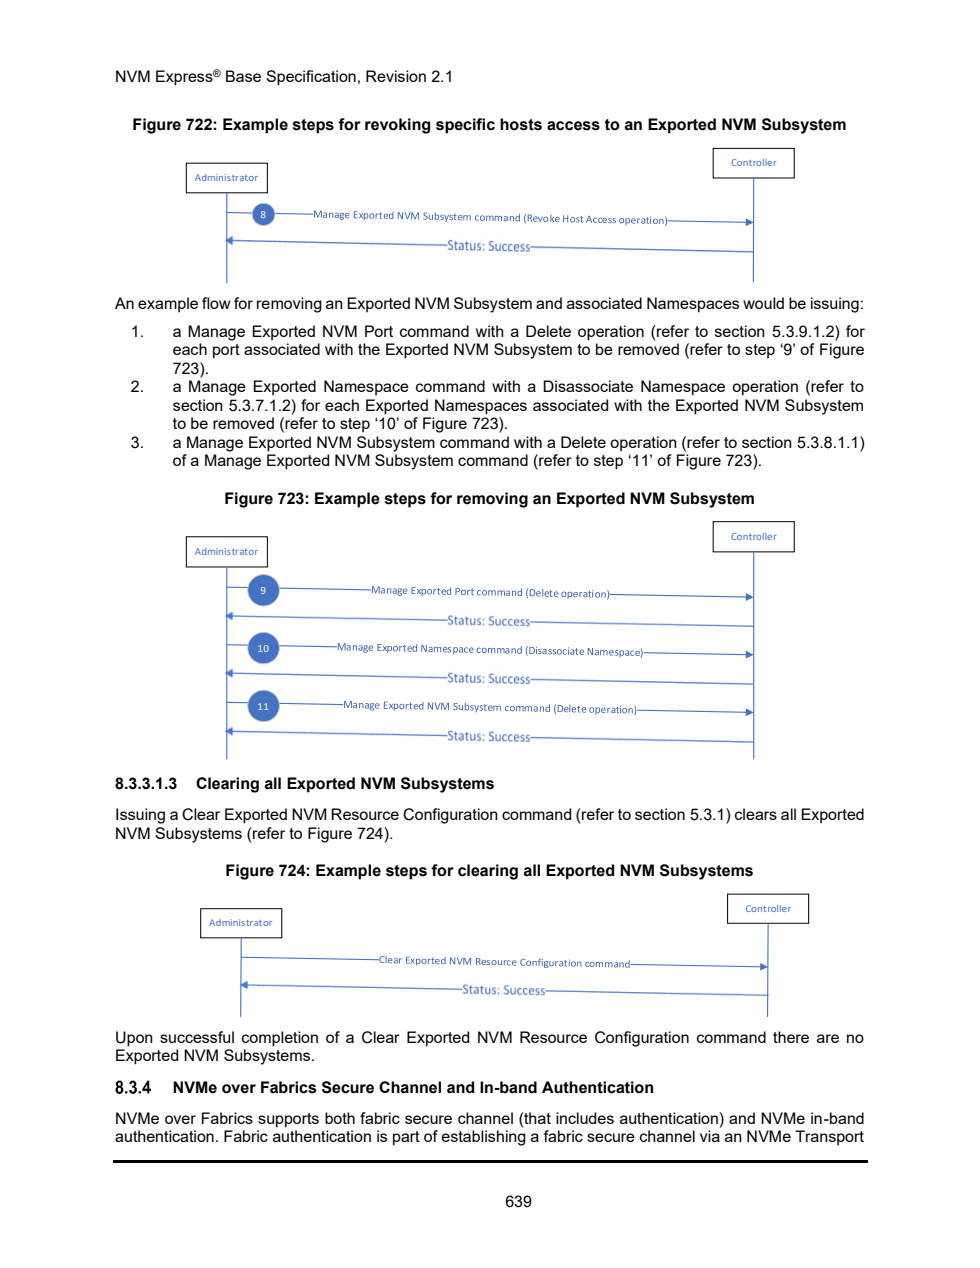 NVM Express® Base Specification, Revision 2.1
Figure 722: Example steps for revoking specific hosts access to an Exported NVM Subsystem
Controller
Administrator
8
Manage Exported NVM Subsystem command (Revoke Host Access operation)
Status: Success
An example flow for removing an Exported NVM Subsystem and associated Namespaces would be issuing:
1. a Manage Exported NVM Port command with a Delete operation (refer to section 5.3.9.1.2) for
each port associated with the Exported NVM Subsystem to be removed (refer to step ‘9’ of Figure
723).
2. a Manage Exported Namespace command with a Disassociate Namespace operation (refer to
section 5.3.7.1.2) for each Exported Namespaces associated with the Exported NVM Subsystem
to be removed (refer to step ‘10’ of Figure 723).
3. a Manage Exported NVM Subsystem command with a Delete operation (refer to section 5.3.8.1.1)
of a Manage Exported NVM Subsystem command (refer to step ‘11’ of Figure 723).
Figure 723: Example steps for removing an Exported NVM Subsystem
Controller
Administrator
9
Manage Exported Port command (Delete operation)
Status: Success
10
Manage Exported Namespace command (Disassociate Namespace)
Status: Success
11
Manage Exported NVM Subsystem command (Delete operation)
Status: Success
8.3.3.1.3 Clearing all Exported NVM Subsystems
Issuing a Clear Exported NVM Resource Configuration command (refer to section 5.3.1) clears all Exported
NVM Subsystems (refer to Figure 724).
Figure 724: Example steps for clearing all Exported NVM Subsystems
Controller
Administrator
Clear Exported NVM Resource Configuration command
Status: Success
Upon successful completion of a Clear Exported NVM Resource Configuration command there are no
Exported NVM Subsystems.
8.3.4 NVMe over Fabrics Secure Channel and In-band Authentication
NVMe over Fabrics supports both fabric secure channel (that includes authentication) and NVMe in-band
authentication. Fabric authentication is part of establishing a fabric secure channel via an NVMe Transport
639